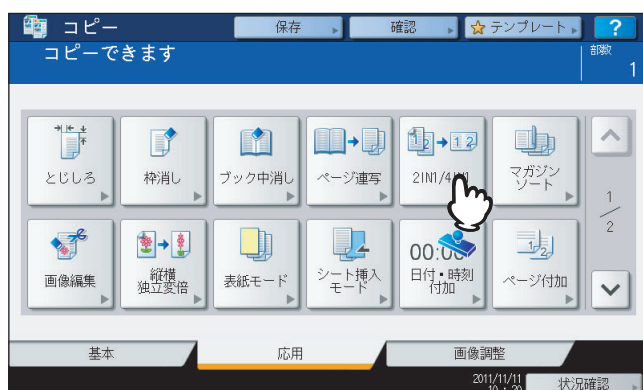 コピー
保存
確認
テンプレート
?
コピーできます
部数
1
とじしろ
枠消し
ブック中消し
ページ連写
2IN1/4IN1
マガジン
ソート
1
2
画像編集
縦横
独立変倍
表紙モード
シート挿入
モード
00:00
日付・時刻
付加
ページ付加
基本
応用
画像調整
2011/11/11
状況確認